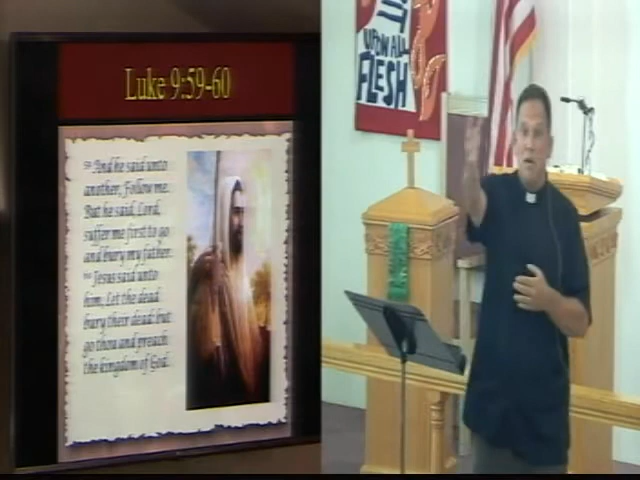 Luke 9:59-60
59 And he said unto
another, Follow me.
But he said, Lord,
suffer me first to go
and bury my father.
60 Jesus said unto
him, Let the dead
bury their dead: but
go thou and preach
the kingdom of God.
UPON ALL
FLESH